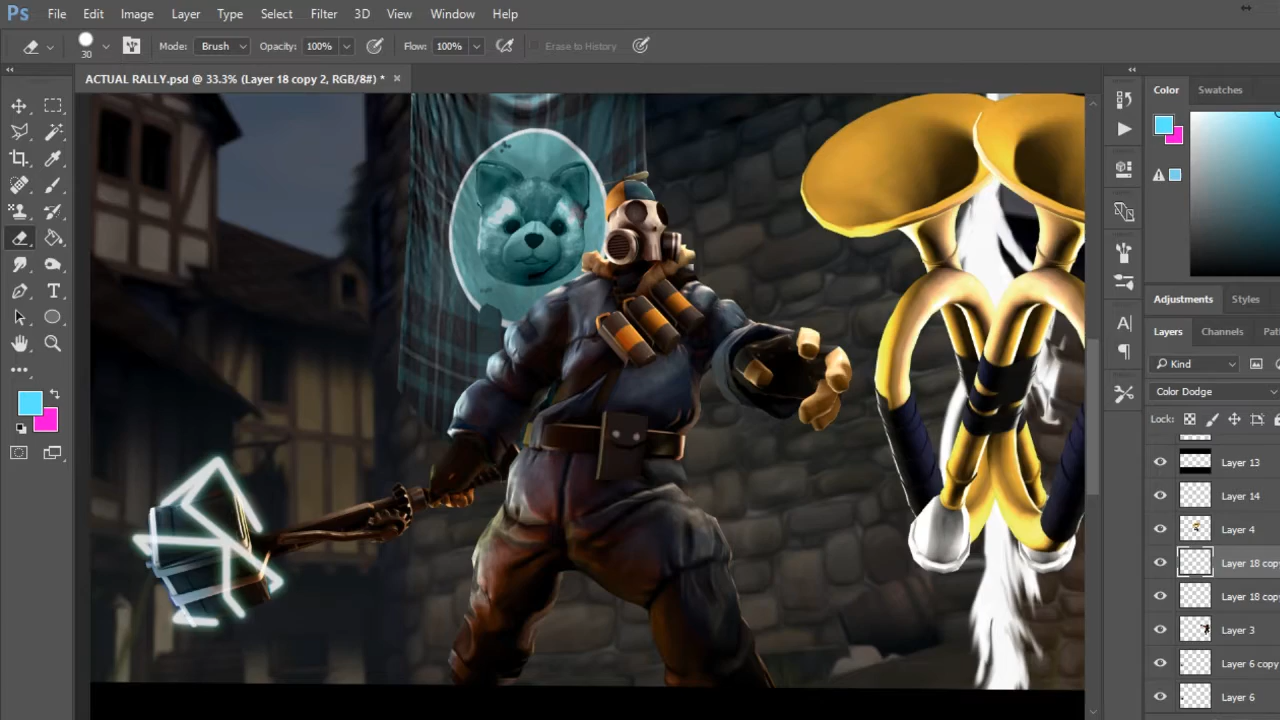 Ps File Edit Image Layer Type Select Filter 3D View Window Help
30 Mode: Brush Opacity: 100% Flow: 100% Erase to History
ACTUAL RALLY.psd @ 33.3% (Layer 18 copy 2, RGB/8#) *
Color Swatches
Adjustments Styles
Layers Channels
Kind
Color Dodge
Lock:
Layer 13
Layer 14
Layer 4
Layer 18
Layer 18
Layer 3
Layer 6 copy
Layer 6